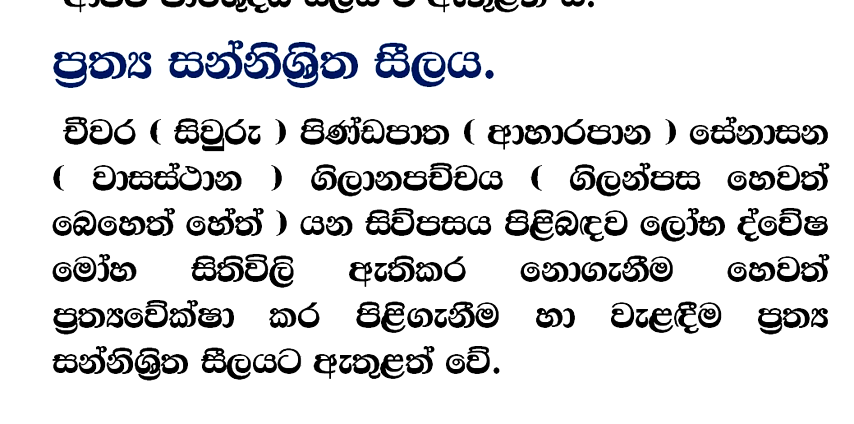 ප්‍රත්‍ය සන්නිශ්‍රිත සීලය.
චීවර ( සිවුරු ) පිණ්ඩපාත ( ආහාරපාන ) සේනාසන
( වාසස්ථාන ) ගිලානපච්චය ( ගිලන්පස හෙවත්
බෙහෙත් හේත් ) යන සිව්පසය පිළිබඳව ලෝභ ද්වේෂ
මෝහ සිතිවිලි ඇතිකර නොගැනීම හෙවත්
ප්‍රත්‍යවේක්ෂා කර පිළිගැනීම හා වැළඳීම ප්‍රත්‍ය
සන්නිශ්‍රිත සීලයට ඇතුළත් වේ.